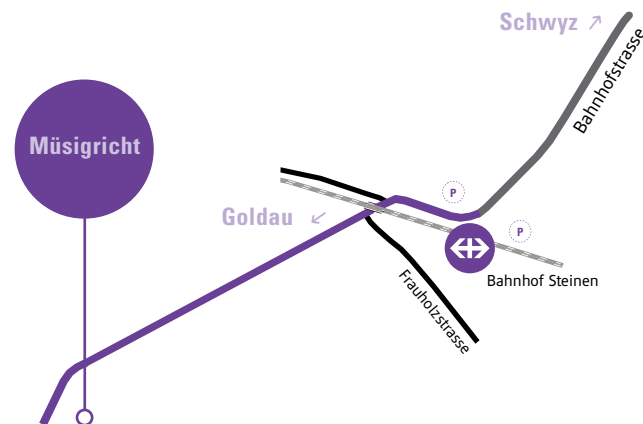 Schwyz ↗
Bahnhofstrasse
Müsigricht
P
Goldau ↙
P
Bahnhof Steinen
Frauholzstrasse